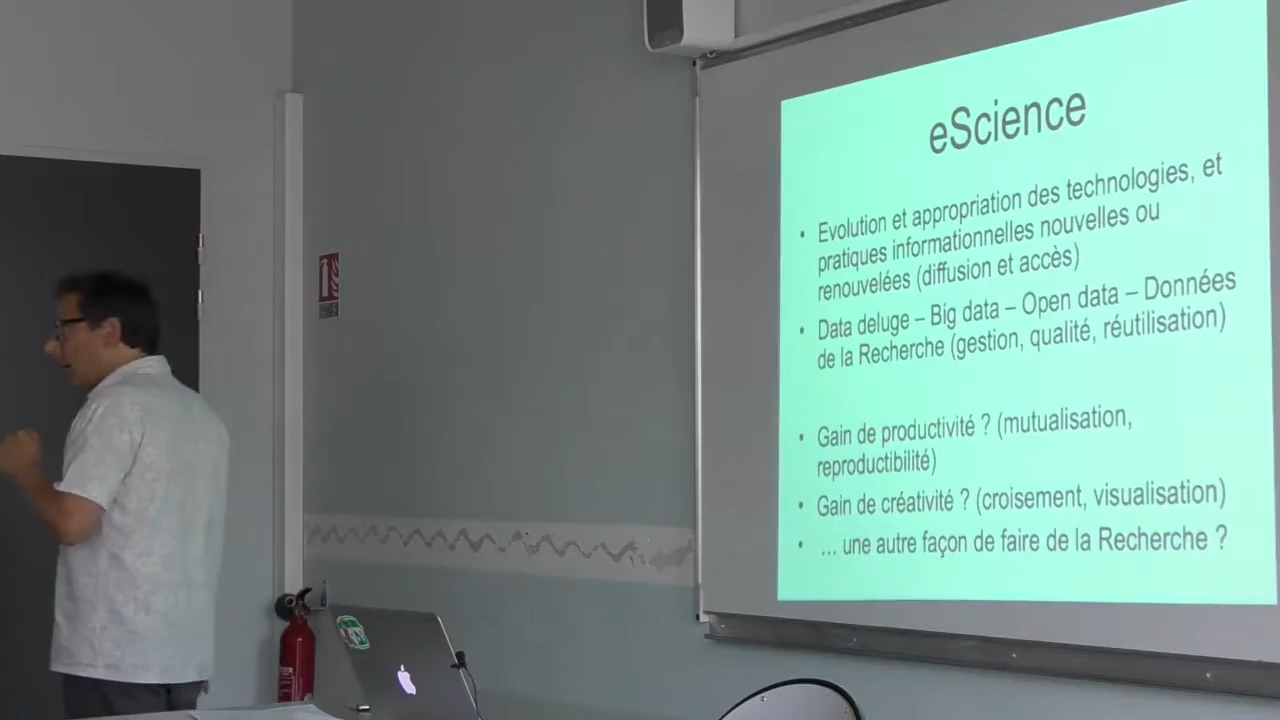 eScience
• Evolution et appropriation des technologies, et
pratiques informationnelles nouvelles ou
renouvelées (diffusion et accès)
• Data deluge – Big data – Open data – Données
de la Recherche (gestion, qualité, réutilisation)
• Gain de productivité ? (mutualisation,
reproductibilité)
• Gain de créativité ? (croisement, visualisation)
• … une autre façon de faire de la Recherche ?